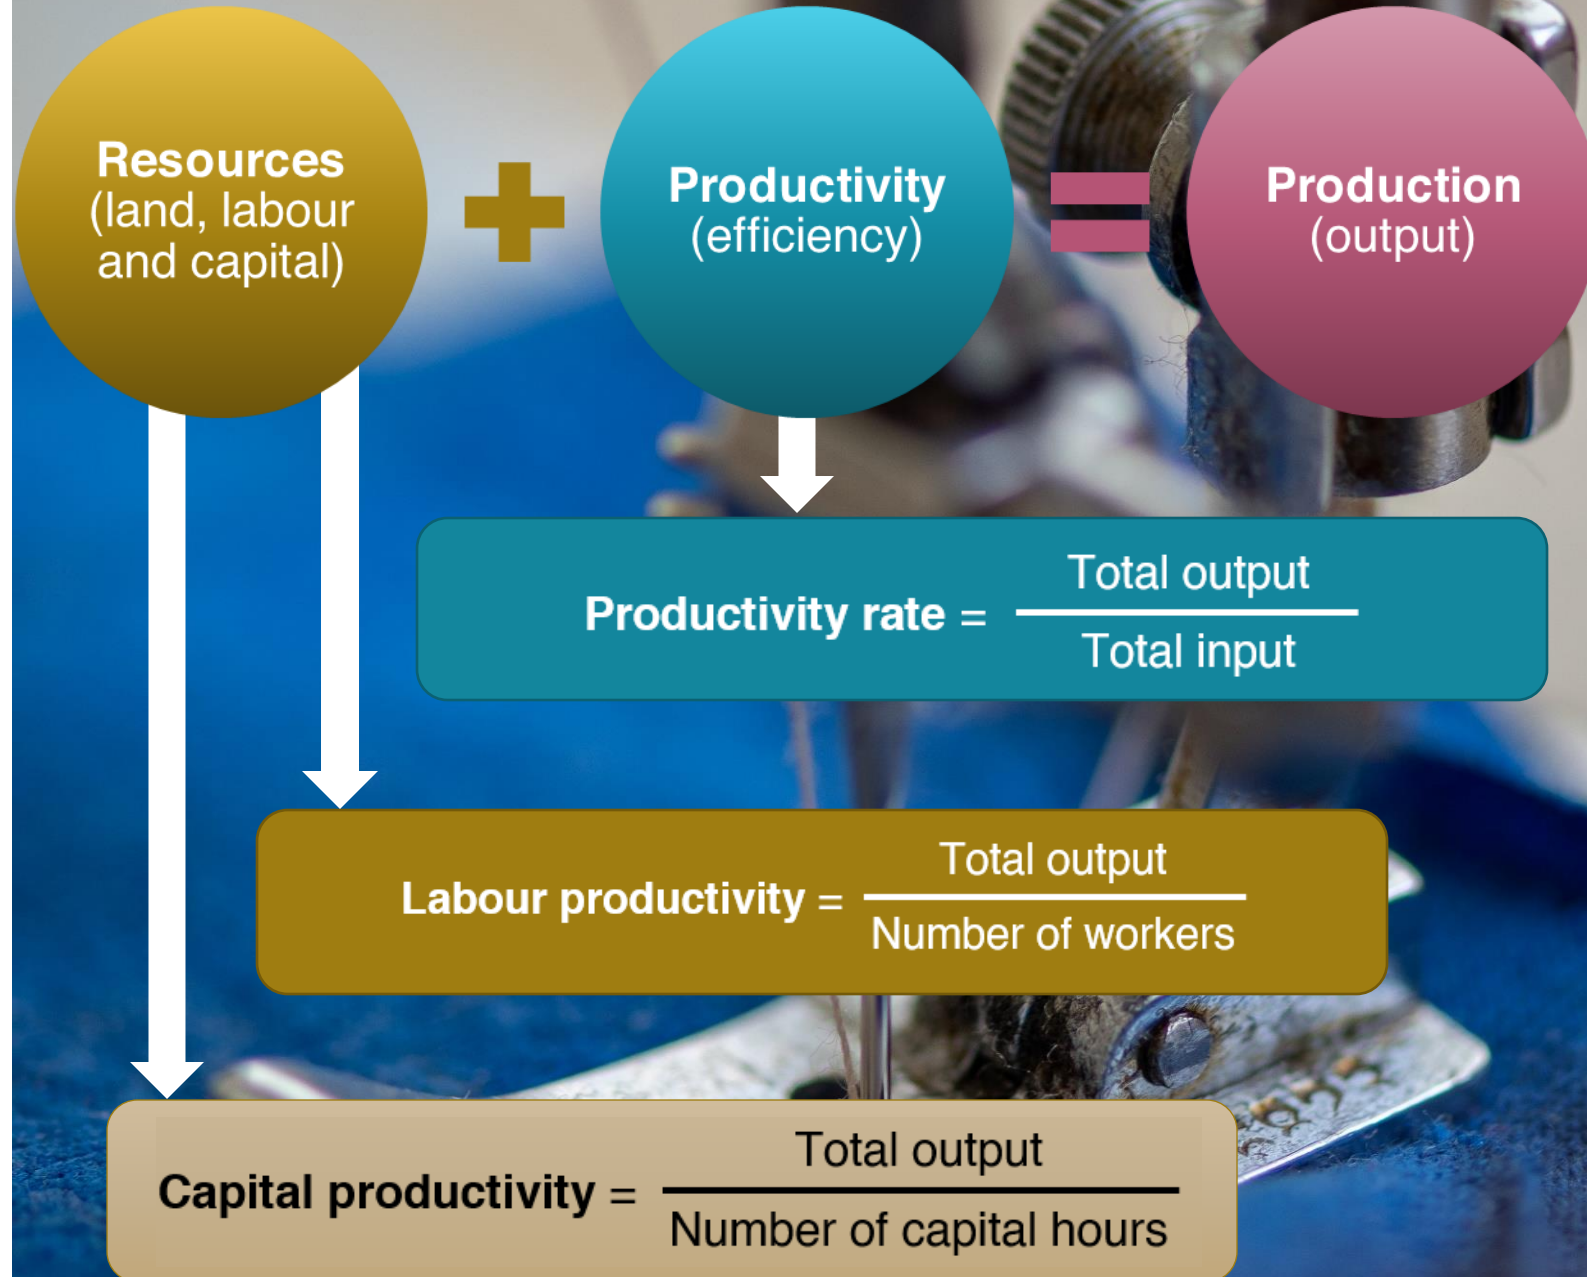 Resources
(land, labour
and capital)
+
Productivity
(efficiency)
=
Production
(output)
Productivity rate =
Total output
Total input
Labour productivity =
Total output
Number of workers
Capital productivity =
Total output
Number of capital hours